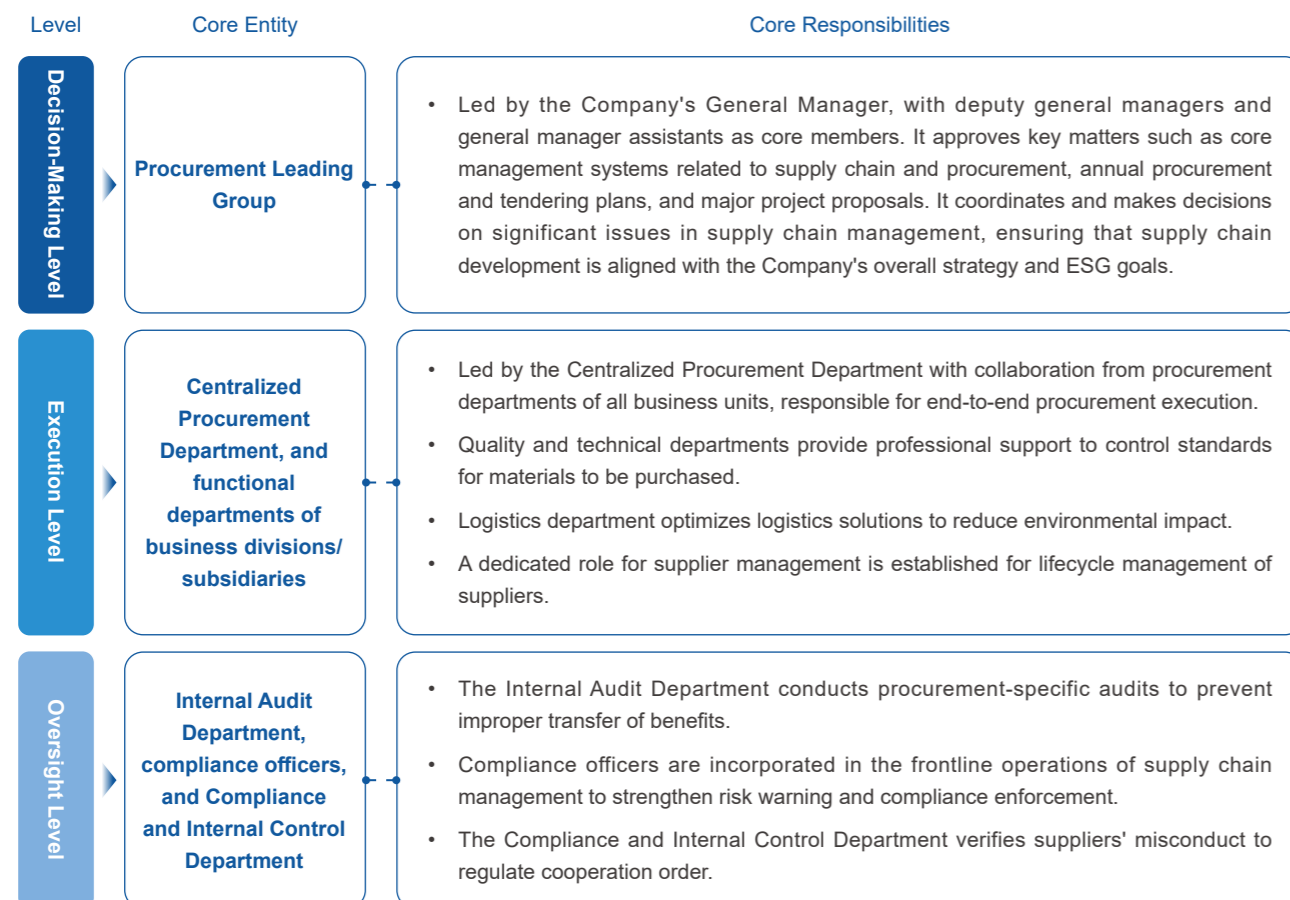 Level
Core Entity
Core Responsibilities
Decision-Making Level
Procurement Leading
Group
• Led by the Company's General Manager, with deputy general managers and
general manager assistants as core members. It approves key matters such as core
management systems related to supply chain and procurement, annual procurement
and tendering plans, and major project proposals. It coordinates and makes decisions
on significant issues in supply chain management, ensuring that supply chain
development is aligned with the Company's overall strategy and ESG goals.
Execution Level
Centralized
Procurement
Department, and
functional
departments of
business divisions/
subsidiaries
• Led by the Centralized Procurement Department with collaboration from procurement
departments of all business units, responsible for end-to-end procurement execution.
• Quality and technical departments provide professional support to control standards
for materials to be purchased.
• Logistics department optimizes logistics solutions to reduce environmental impact.
• A dedicated role for supplier management is established for lifecycle management of
suppliers.
Oversight Level
Internal Audit
Department,
compliance officers,
and Compliance
and Internal Control
Department
• The Internal Audit Department conducts procurement-specific audits to prevent
improper transfer of benefits.
• Compliance officers are incorporated in the frontline operations of supply chain
management to strengthen risk warning and compliance enforcement.
• The Compliance and Internal Control Department verifies suppliers' misconduct to
regulate cooperation order.